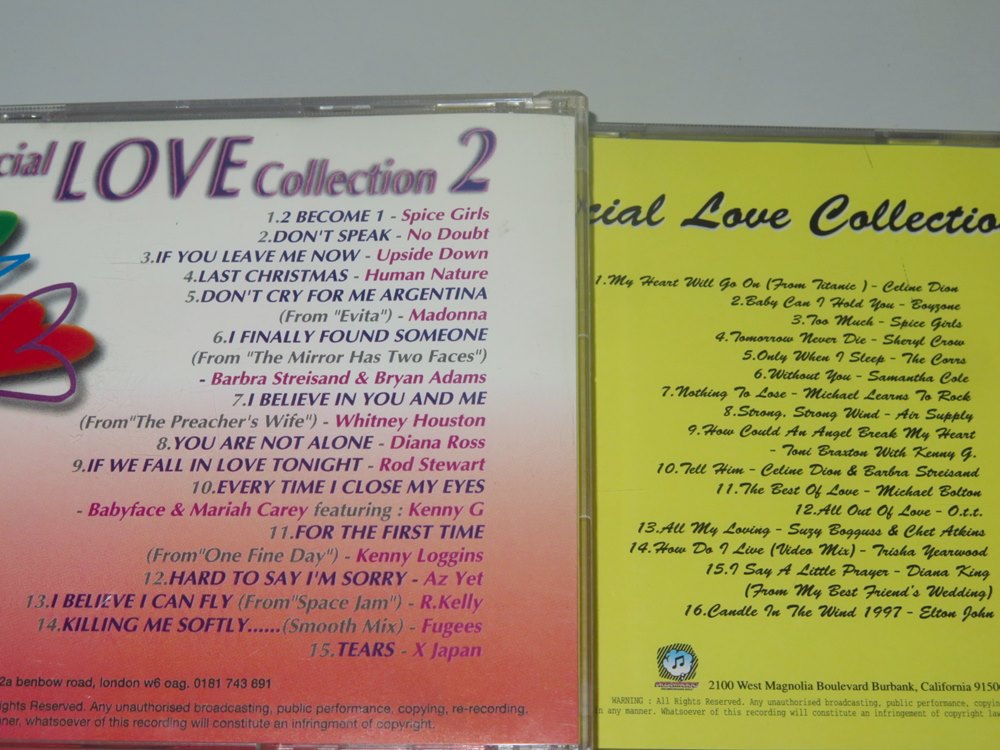 cial LOVE Collection 2
1.2 BECOME 1 - Spice Girls
2.DON'T SPEAK - No Doubt
3.IF YOU LEAVE ME NOW - Upside Down
4.LAST CHRISTMAS - Human Nature
5.DON'T CRY FOR ME ARGENTINA
(From "Evita") - Madonna
6.I FINALLY FOUND SOMEONE
(From "The Mirror Has Two Faces")
- Barbra Streisand & Bryan Adams
7.I BELIEVE IN YOU AND ME
(From"The Preacher's Wife") - Whitney Houston
8.YOU ARE NOT ALONE - Diana Ross
9.IF WE FALL IN LOVE TONIGHT - Rod Stewart
10.EVERY TIME I CLOSE MY EYES
- Babyface & Mariah Carey featuring : Kenny G
11.FOR THE FIRST TIME
(From"One Fine Day") - Kenny Loggins
12.HARD TO SAY I'M SORRY - Az Yet
13.I BELIEVE I CAN FLY (From"Space Jam") - R.Kelly
14.KILLING ME SOFTLY......(Smooth Mix) - Fugees
15.TEARS - X Japan
2a benbow road, london w6 oag. 0181 743 691
ghts Reserved. Any unauthorised broadcasting, public performance, copying, re-recording,
nner, whatsoever of this recording will constitute an infringment of copyright.
cial Love Collection
1.My Heart Will Go On (From Titanic ) - Celine Dion
2.Baby Can I Hold You - Boyzone
3.Too Much - Spice Girls
4.Tomorrow Never Die - Sheryl Crow
5.Only When I Sleep - The Corrs
6.Without You - Samantha Cole
7.Nothing To Lose - Michael Learns To Rock
8.Strong, Strong Wind - Air Supply
9.How Could An Angel Break My Heart
- Toni Braxton With Kenny G.
10.Tell Him - Celine Dion & Barbra Streisand
11.The Best Of Love - Michael Bolton
12.All Out Of Love - O.t.t.
13.All My Loving - Suzy Bogguss & Chet Atkins
14.How Do I Live (Video Mix) - Trisha Yearwood
15.I Say A Little Prayer - Diana King
(From My Best Friend's Wedding)
16.Candle In The Wind 1997 - Elton John
2100 West Magnolia Boulevard Burbank, California 9150
WARNING : All Rights Reserved. Any unauthorised broadcasting, public performance, copying
n any manner. Whatsoever of this recording will constitute an infringement of copyright law